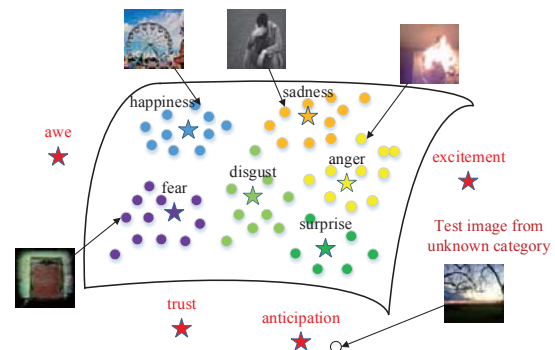 sadness
happiness
awe
anger
excitement
disgust
fear
Test image from
unknown category
surprise
trust
anticipation